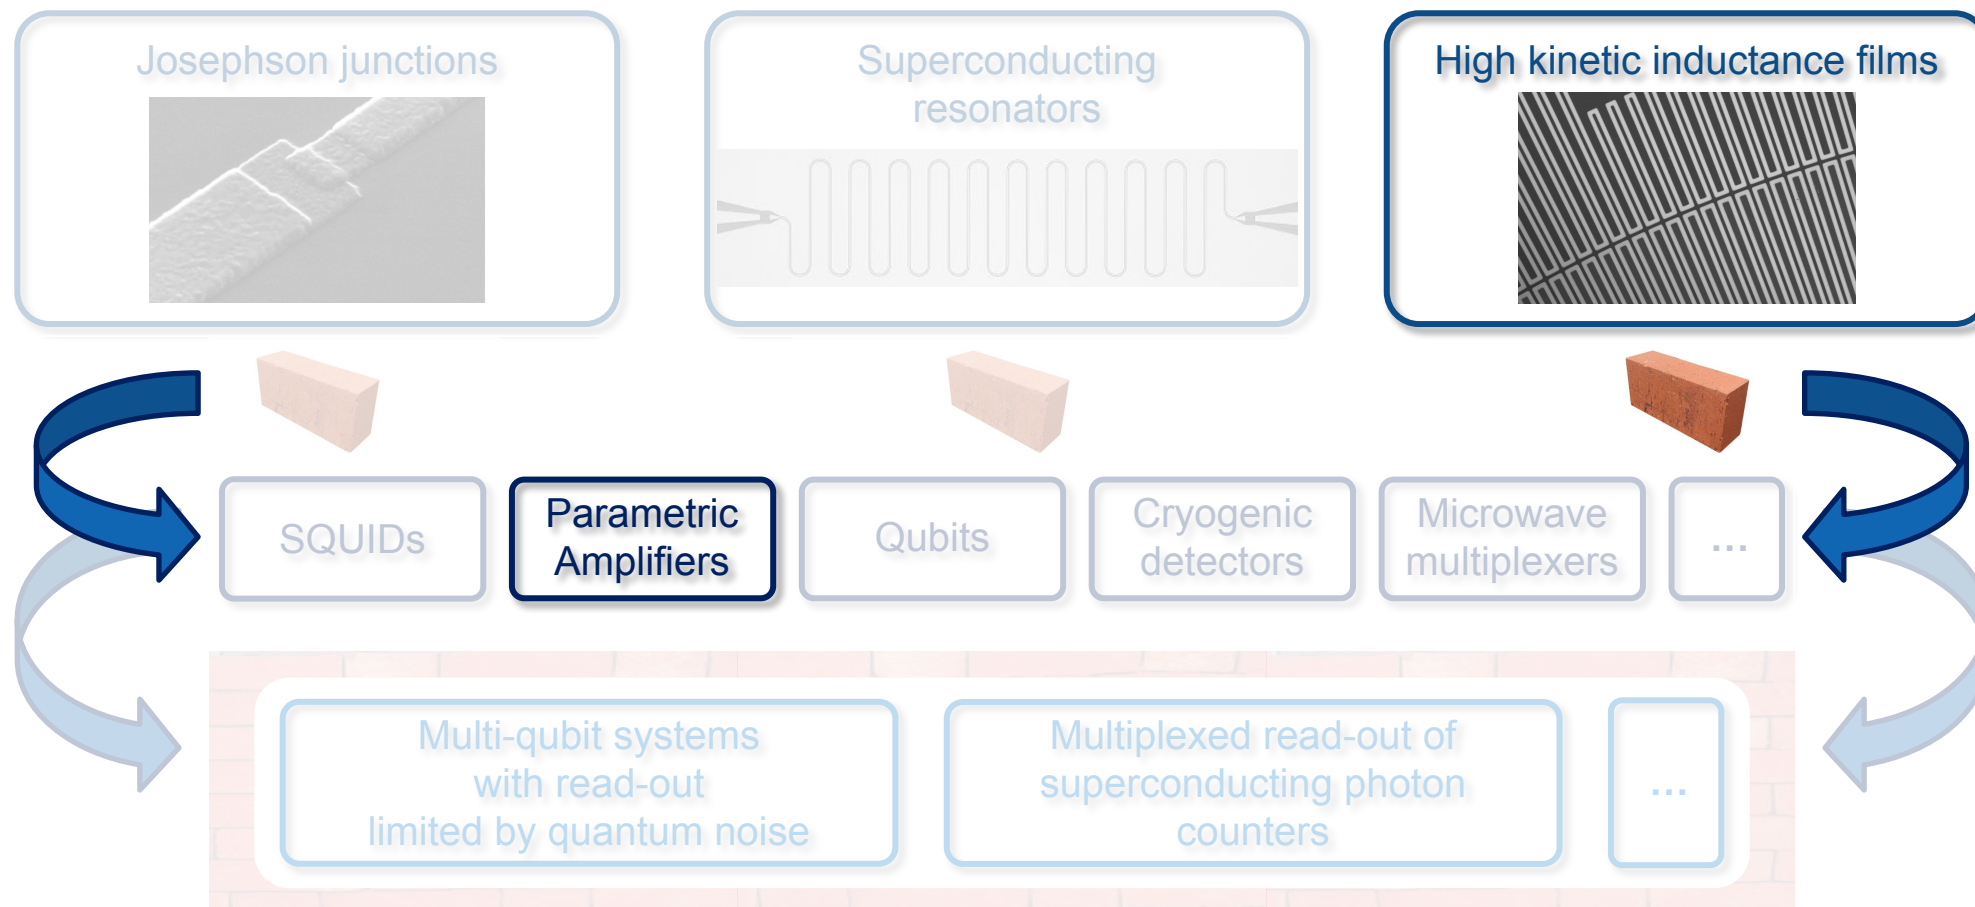 Josephson junctions
Superconducting
resonators
High kinetic inductance films
SQUIDs
Parametric
Amplifiers
Qubits
Cryogenic
detectors
Microwave
multiplexers
...
Multi-qubit systems
with read-out
limited by quantum noise
Multiplexed read-out of
superconducting photon
counters
...